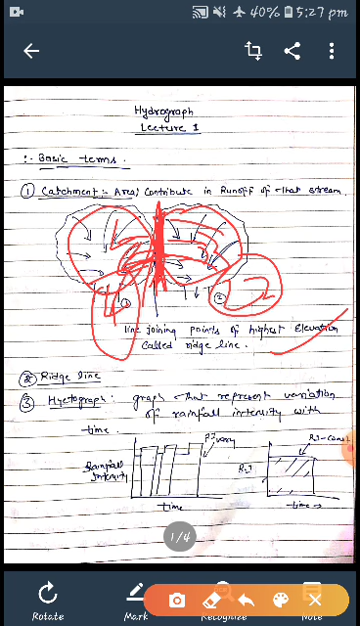 40% 5:27 pm
Hydrograph
Lecture 1
:- Basic terms.
① Catchment:- Area, Contribute in Runoff of that stream.
① ②
line joining points of highest Elevation
Called ridge line.
② Ridge line
③ Hyetograph: graph that represent variation
of rainfall intensity with
time.
Rainfall
Intensity
time
time →
1/4
Rotate Mark Recognize Note